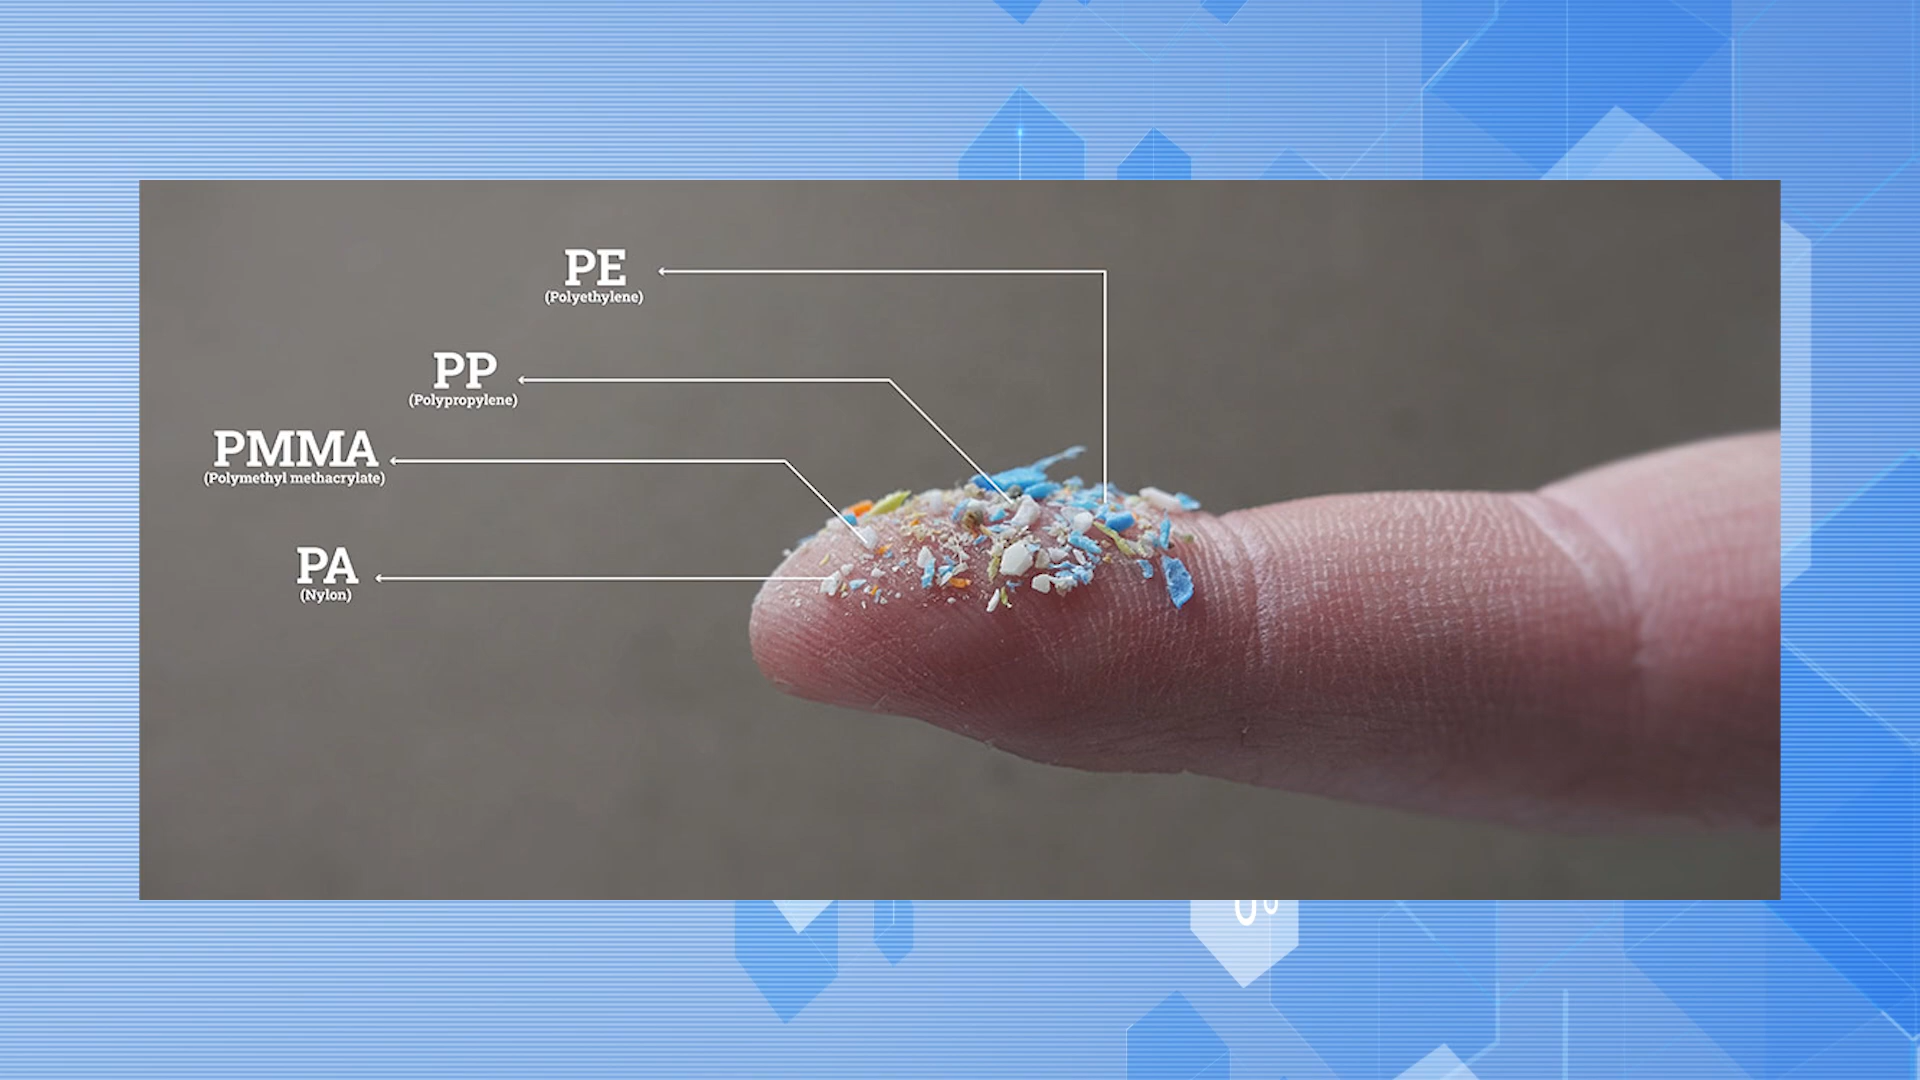 PE
(Polyethylene)
PP
(Polypropylene)
PMMA
(Polymethyl methacrylate)
PA
(Nylon)